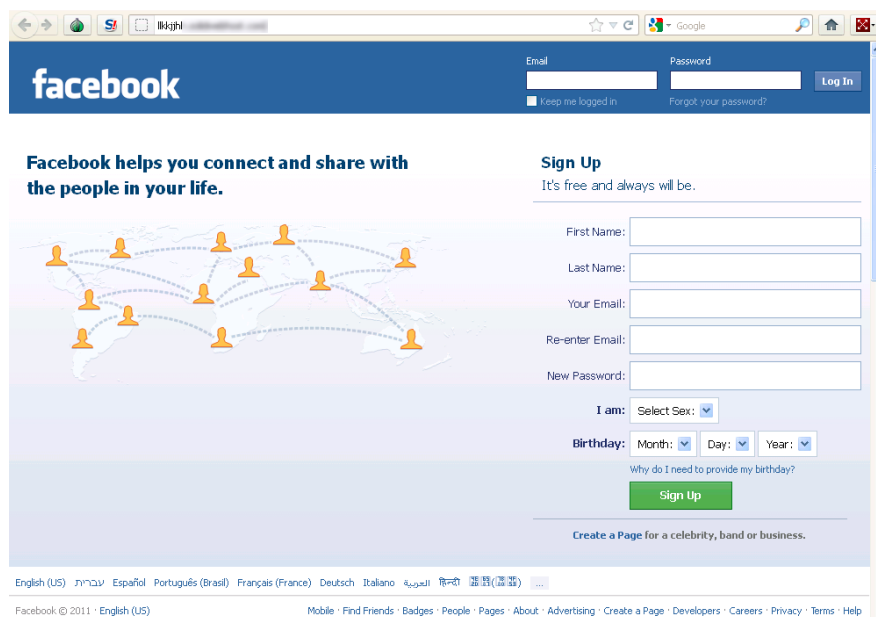 llkkjjhl
Google
facebook
Email
Password
Log In
Keep me logged in
Forgot your password?
Facebook helps you connect and share with
the people in your life.
Sign Up
It's free and always will be.
First Name:
Last Name:
Your Email:
Re-enter Email:
New Password:
I am: Select Sex:
Birthday: Month: Day: Year:
Why do I need to provide my birthday?
Sign Up
Create a Page for a celebrity, band or business.
English (US) עברית Español Português (Brasil) Français (France) Deutsch Italiano العربية हिन्दी ...
Facebook © 2011 · English (US)
Mobile · Find Friends · Badges · People · Pages · About · Advertising · Create a Page · Developers · Careers · Privacy · Terms · Help